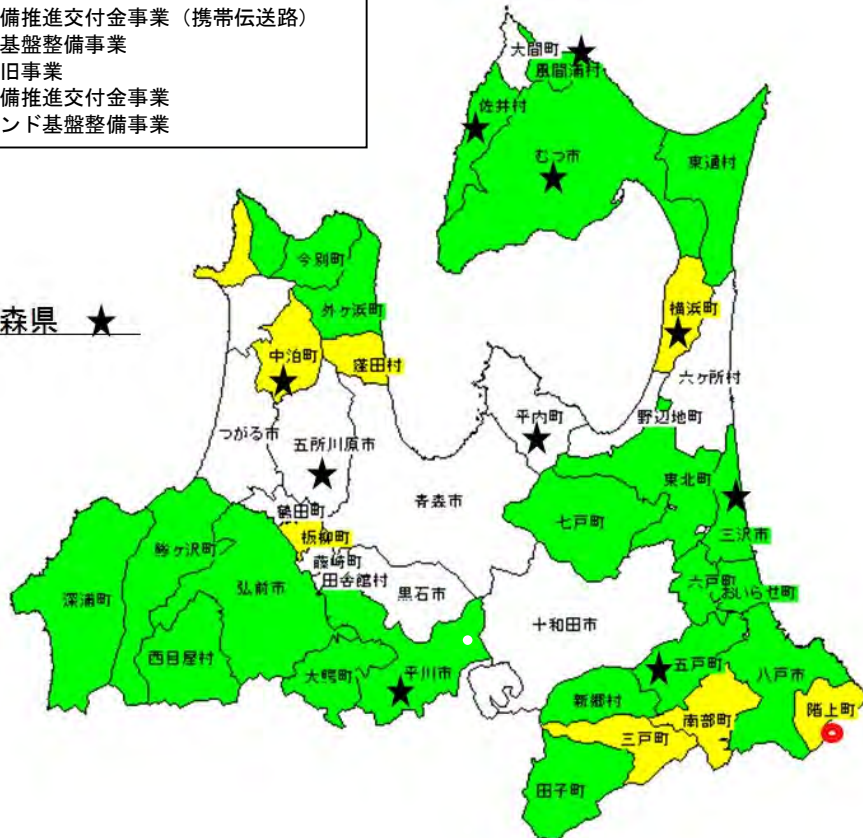 備推進交付金事業（携帯伝送路）
基盤整備事業
旧事業
備推進交付金事業
ンド基盤整備事業
大間町
風間浦村
佐井村
むつ市
東通村
今別町
外ヶ浜町
森県 ★
横浜町
中泊町
蓬田村
六ヶ所村
平内町
野辺地町
つがる市
五所川原市
東北町
青森市
七戸町
鶴田町
板柳町
三沢市
鰺ヶ沢町
藤崎町
田舎館村
六戸町
おいらせ町
弘前市
黒石市
深浦町
十和田市
西目屋村
大鰐町
平川市
五戸町
八戸市
新郷村
南部町
階上町
三戸町
田子町